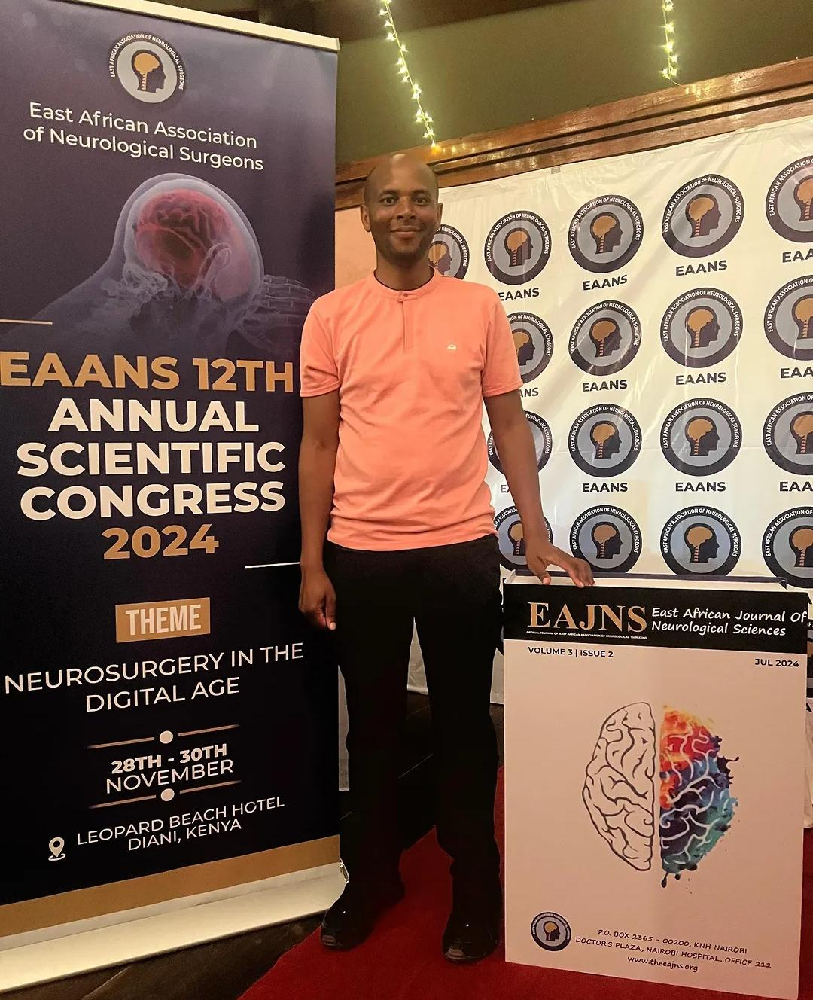 EAST AFRICAN ASSOCIATION OF NEUROLOGICAL SURGEONS
East African Association
of Neurological Surgeons
EAANS 12TH
ANNUAL
SCIENTIFIC
CONGRESS
2024
THEME
NEUROSURGERY IN THE
DIGITAL AGE
28TH - 30TH
NOVEMBER
LEOPARD BEACH HOTEL
DIANI, KENYA
EAST AFRICAN ASSOCIATION OF NEUROLOGICAL SURGEONS
EAANS
EAANS
EAANS
EAA
EAANS
EAANS
EAA
EAANS
EAANS
EAA
EAJNS
East African Journal Of
Neurological Sciences
OFFICIAL JOURNAL OF EAST AFRICAN ASSOCIATION OF NEUROLOGICAL SURGEONS
VOLUME 3 | ISSUE 2
JUL 2024
P.O. BOX 2365 - 00200, KNH NAIROBI
DOCTOR'S PLAZA, NAIROBI HOSPITAL, OFFICE 212
www.theeajns.org